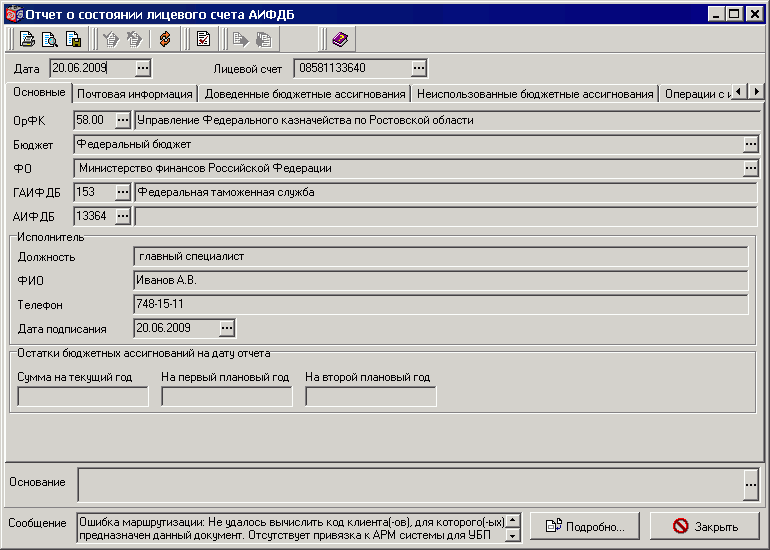 Отчет о состоянии лицевого счета АИФДБ
Дата 20.06.2009 ... Лицевой счет 08581133640 ...
Основные Почтовая информация Доведенные бюджетные ассигнования Неиспользованные бюджетные ассигнования Операции с
ОрФК 58.00 ... Управление Федерального казначейства по Ростовской области
Бюджет Федеральный бюджет ...
ФО Министерство финансов Российской Федерации ...
ГАИФДБ 153 ... Федеральная таможенная служба
АИФДБ 13364 ...
Исполнитель
Должность главный специалист
ФИО Иванов А.В.
Телефон 748-15-11
Дата подписания 20.06.2009 ...
Остатки бюджетных ассигнований на дату отчета
Сумма на текущий год На первый плановый год На второй плановый год
Основание ...
Сообщение Ошибка маршрутизации: Не удалось вычислить код клиента(-ов), для которого(-ых)
предназначен данный документ. Отсутствует привязка к АРМ системы для УБП
Подробно... Закрыть